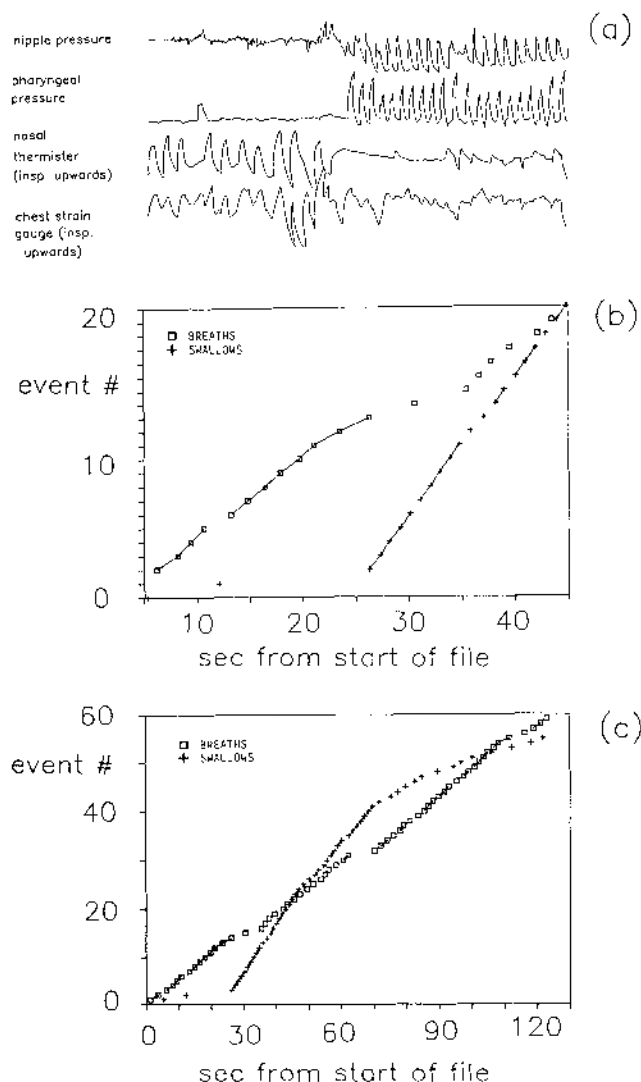 (a)
nipple pressure
pharyngeal
pressure
nasal
thermister
(insp. upwards)
chest strain
gauge (insp.
upwards)
(b)
20
BREATHS
SWALLOWS
event #
10
0
10 20 30 40
sec from start of file
(c)
60
BREATHS
SWALLOWS
event #
40
20
0
0 30 60 90 120
sec from start of file